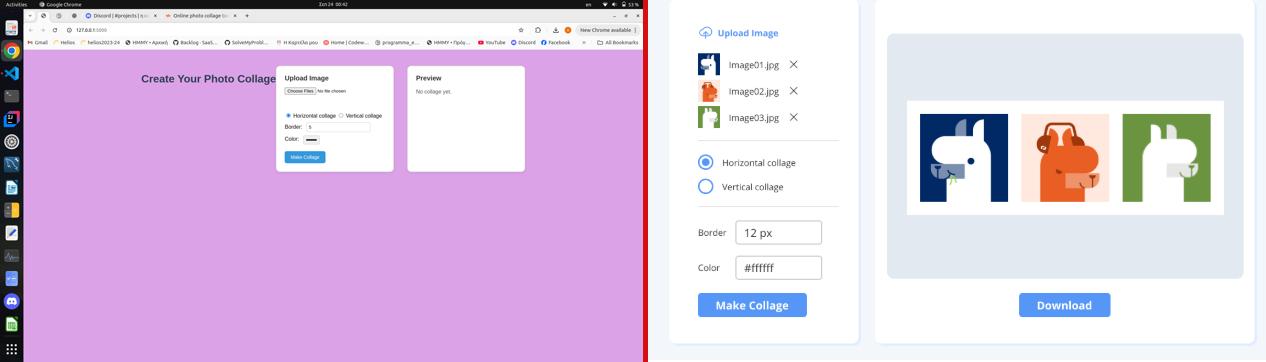 Activities
Google Chrome
Σεπ 24 00:42
en
53 %
Discord | #projects | η ομ
Online photo collage bui
127.0.0.1:5000
New Chrome available
Gmail
Helios
helios2023-24
HMMY • Αρχική
Backlog - SaaS...
SolveMyProbl...
Η Καρτέλα μου
Home | Codew...
programma_e...
HMMY • Πρόγ...
YouTube
Discord
Facebook
»
All Bookmarks
Create Your Photo Collage
Upload Image
Choose Files No file chosen
Horizontal collage Vertical collage
Border: 5
Color:
Make Collage
Preview
No collage yet.
Upload Image
Image01.jpg
Image02.jpg
Image03.jpg
Horizontal collage
Vertical collage
Border 12 px
Color #ffffff
Make Collage
Download